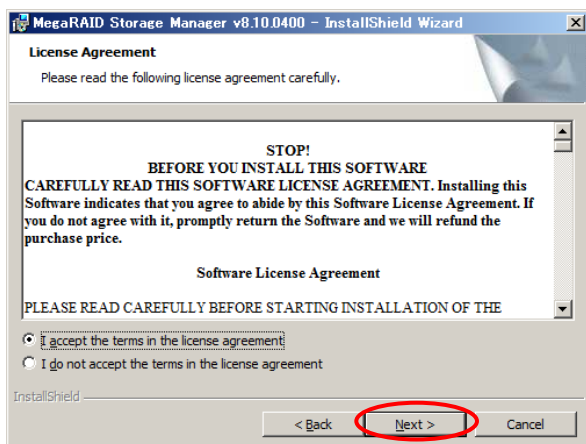 MegaRAID Storage Manager v8.10.0400 – InstallShield Wizard
License Agreement
Please read the following license agreement carefully.
STOP!
BEFORE YOU INSTALL THIS SOFTWARE
CAREFULLY READ THIS SOFTWARE LICENSE AGREEMENT. Installing this
Software indicates that you agree to abide by this Software License Agreement. If
you do not agree with it, promptly return the Software and we will refund the
purchase price.
Software License Agreement
PLEASE READ CAREFULLY BEFORE STARTING INSTALLATION OF THE
I accept the terms in the license agreement
I do not accept the terms in the license agreement
InstallShield
< Back Next > Cancel